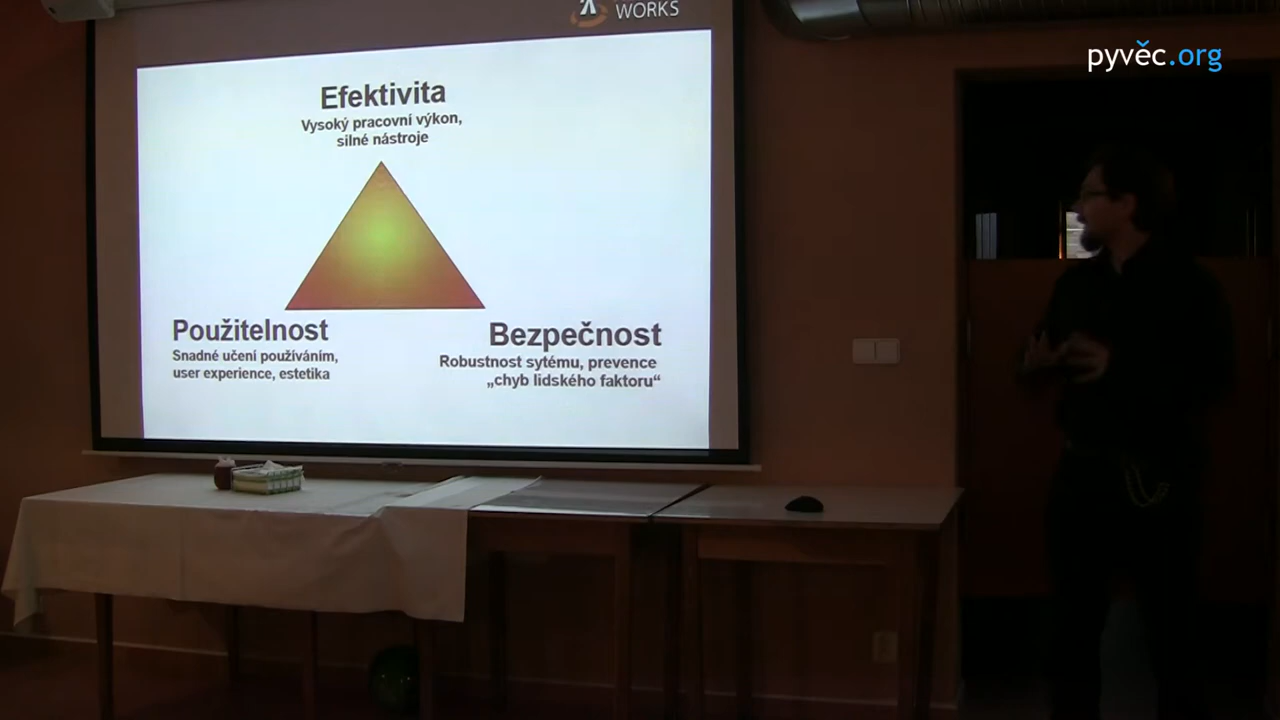 WORKS
pyvěc.org
Efektivita
Vysoký pracovní výkon,
silné nástroje
Použitelnost
Snadné učení používáním,
user experience, estetika
Bezpečnost
Robustnost sytému, prevence
„chyb lidského faktoru“